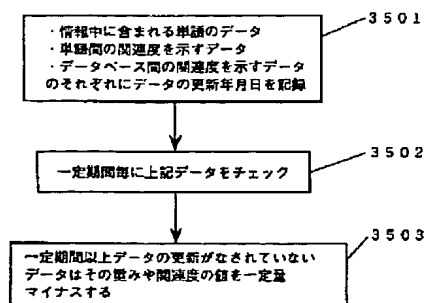 3501
・情報中に含まれる単語のデータ
・単語間の関連度を示すデータ
・データベース間の関連度を示すデータ
のそれぞれにデータの更新年月日を記録
3502
一定期間毎に上記データをチェック
3503
一定期間以上データの更新がなされていない
データはその重みや関連度の値を一定量
マイナスする